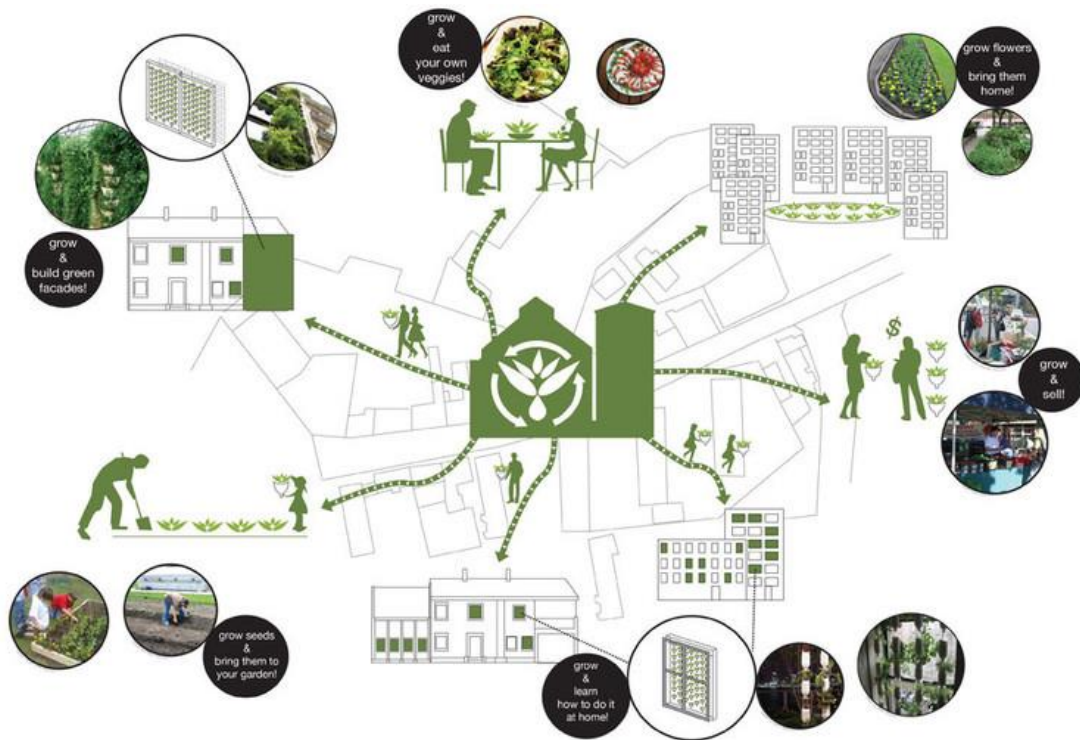 grow
&
eat
your own
veggies!
grow flowers
&
bring them
home!
grow
&
build green
facades!
$
grow
&
sell!
grow seeds
&
bring them to
your garden!
grow
&
learn
how to do it
at home!